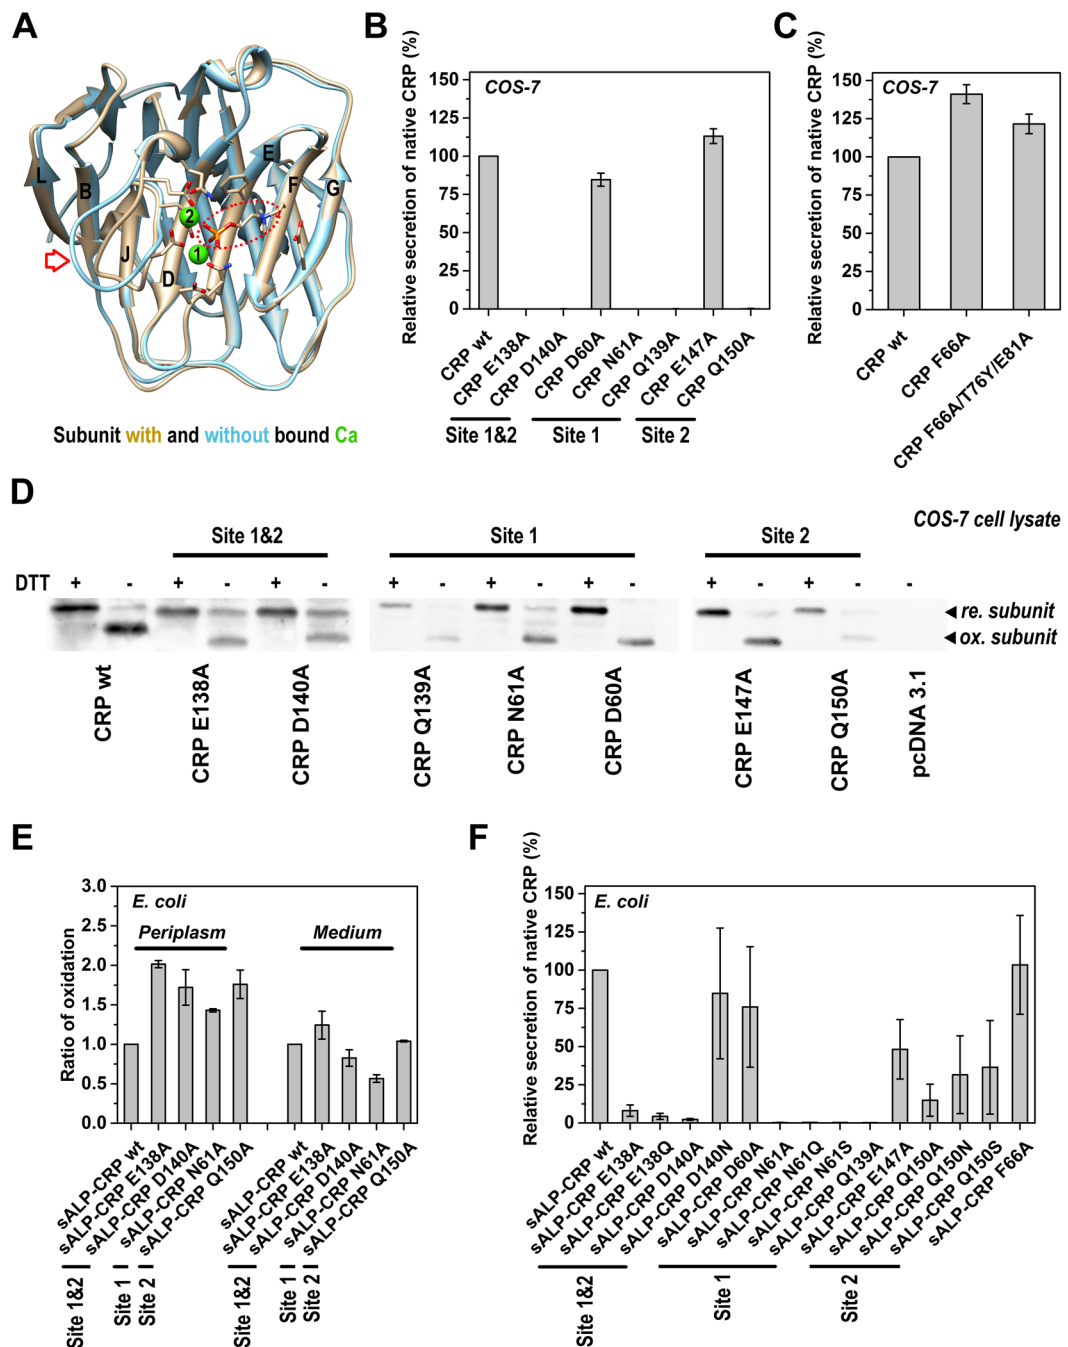 A
L
B
J
D
E
F
G
2
1
Subunit with and without bound Ca
B
Relative secretion of native CRP (%)
COS-7
150
125
100
75
50
25
0
CRP wt
CRP E138A
CRP D140A
CRP D60A
CRP N61A
CRP Q139A
CRP E147A
CRP Q150A
Site 1&2
Site 1
Site 2
C
Relative secretion of native CRP (%)
COS-7
150
125
100
75
50
25
0
CRP wt
CRP F66A
CRP F66A/T76Y/E81A
D
COS-7 cell lysate
Site 1&2
Site 1
Site 2
DTT + - + - + - + - + - + - + - + - -
re. subunit
ox. subunit
CRP wt
CRP E138A
CRP D140A
CRP Q139A
CRP N61A
CRP D60A
CRP E147A
CRP Q150A
pcDNA 3.1
E
Ratio of oxidation
E. coli
Periplasm
Medium
3.0
2.5
2.0
1.5
1.0
0.5
0.0
sALP-CRP wt
sALP-CRP E138A
sALP-CRP D140A
sALP-CRP N61A
sALP-CRP Q150A
sALP-CRP wt
sALP-CRP E138A
sALP-CRP D140A
sALP-CRP N61A
sALP-CRP Q150A
Site 1&2
Site 1
Site 2
Site 1&2
Site 1
Site 2
F
Relative secretion of native CRP (%)
E. coli
150
125
100
75
50
25
0
sALP-CRP wt
sALP-CRP E138A
sALP-CRP E138Q
sALP-CRP D140A
sALP-CRP D140N
sALP-CRP D60A
sALP-CRP N61A
sALP-CRP N61Q
sALP-CRP N61S
sALP-CRP Q139A
sALP-CRP E147A
sALP-CRP Q150A
sALP-CRP Q150N
sALP-CRP Q150S
sALP-CRP F66A
Site 1&2
Site 1
Site 2